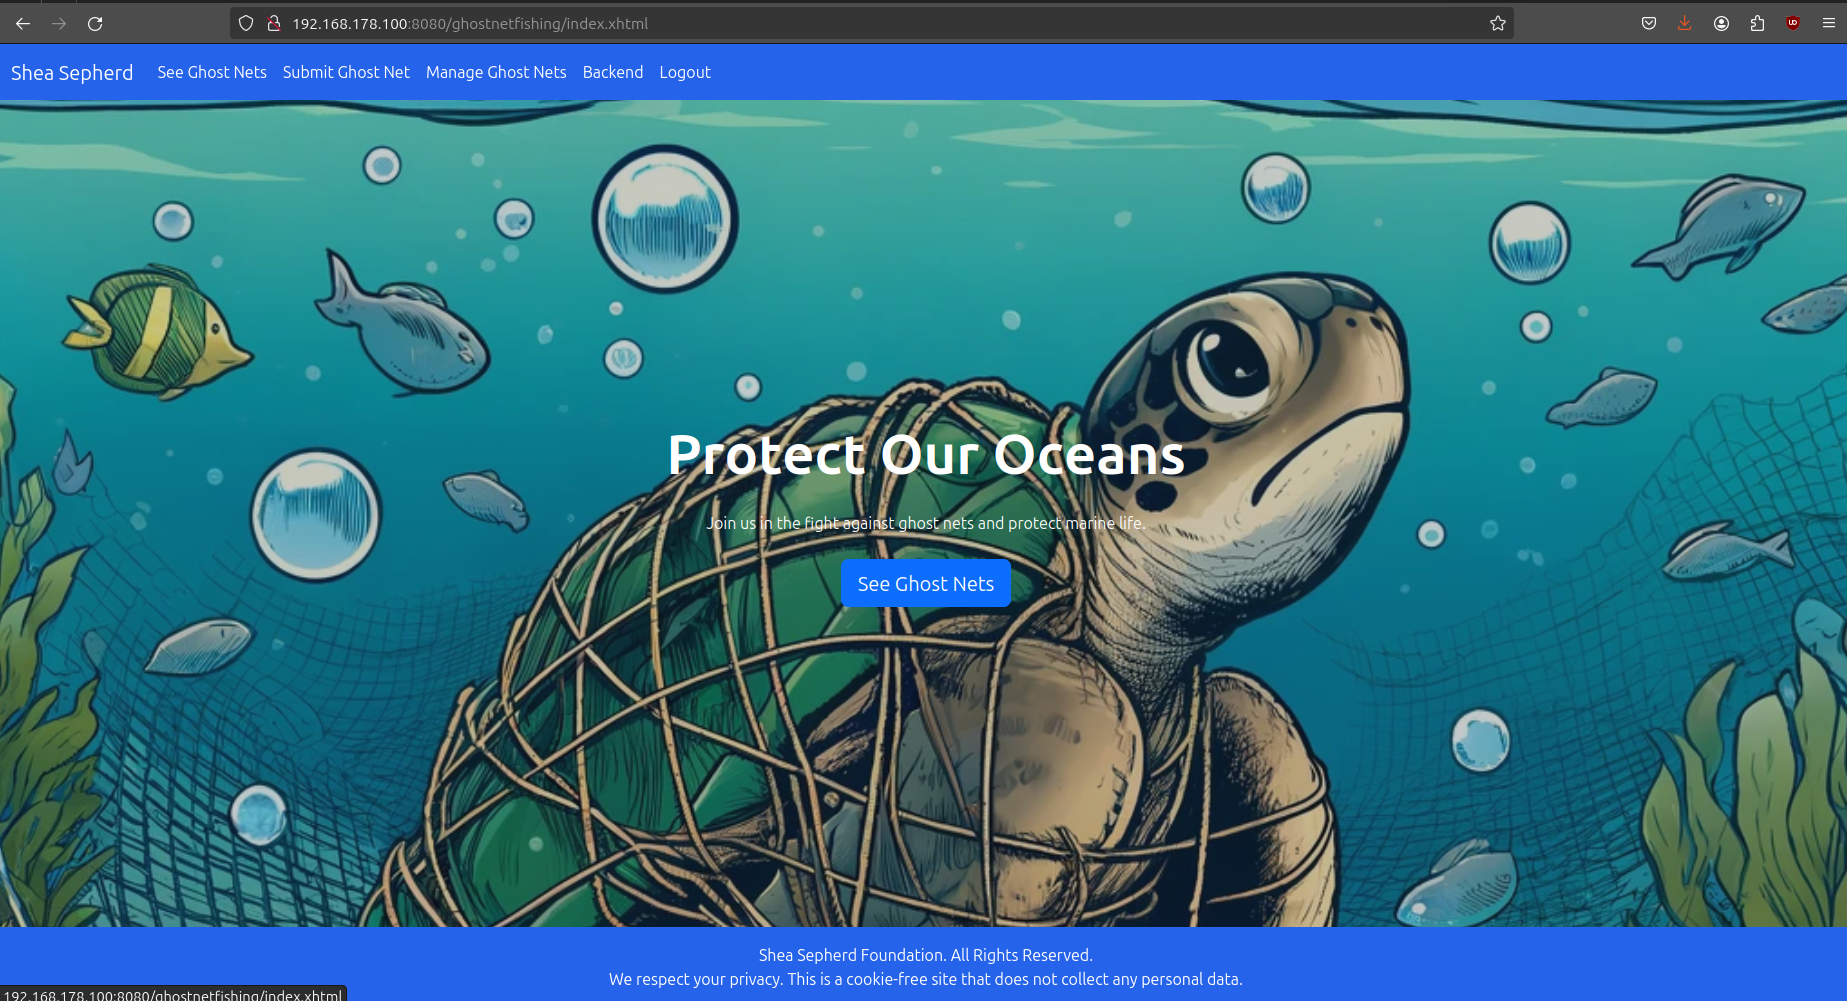 192.168.178.100:8080/ghostnetfishing/index.xhtml
Shea Sepherd See Ghost Nets Submit Ghost Net Manage Ghost Nets Backend Logout
Protect Our Oceans
Join us in the fight against ghost nets and protect marine life.
See Ghost Nets
Shea Sepherd Foundation. All Rights Reserved.
We respect your privacy. This is a cookie-free site that does not collect any personal data.
192.168.178.100:8080/ghostnetfishing/index.xhtml